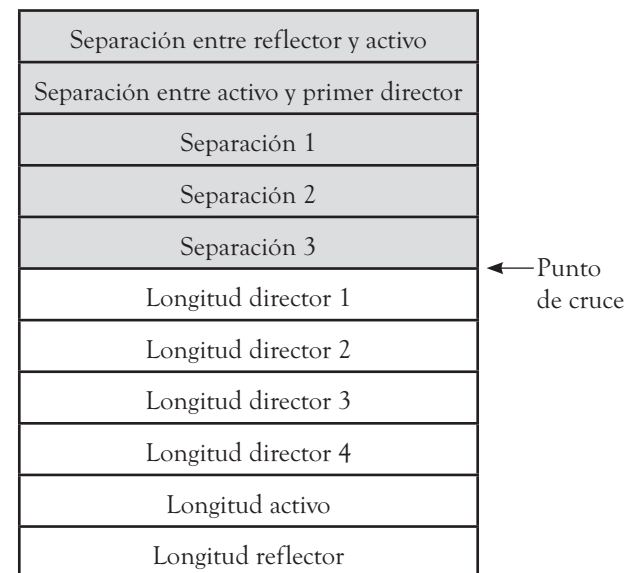 Separación entre reflector y activo
Separación entre activo y primer director
Separación 1
Separación 2
Separación 3
Punto
de cruce
Longitud director 1
Longitud director 2
Longitud director 3
Longitud director 4
Longitud activo
Longitud reflector